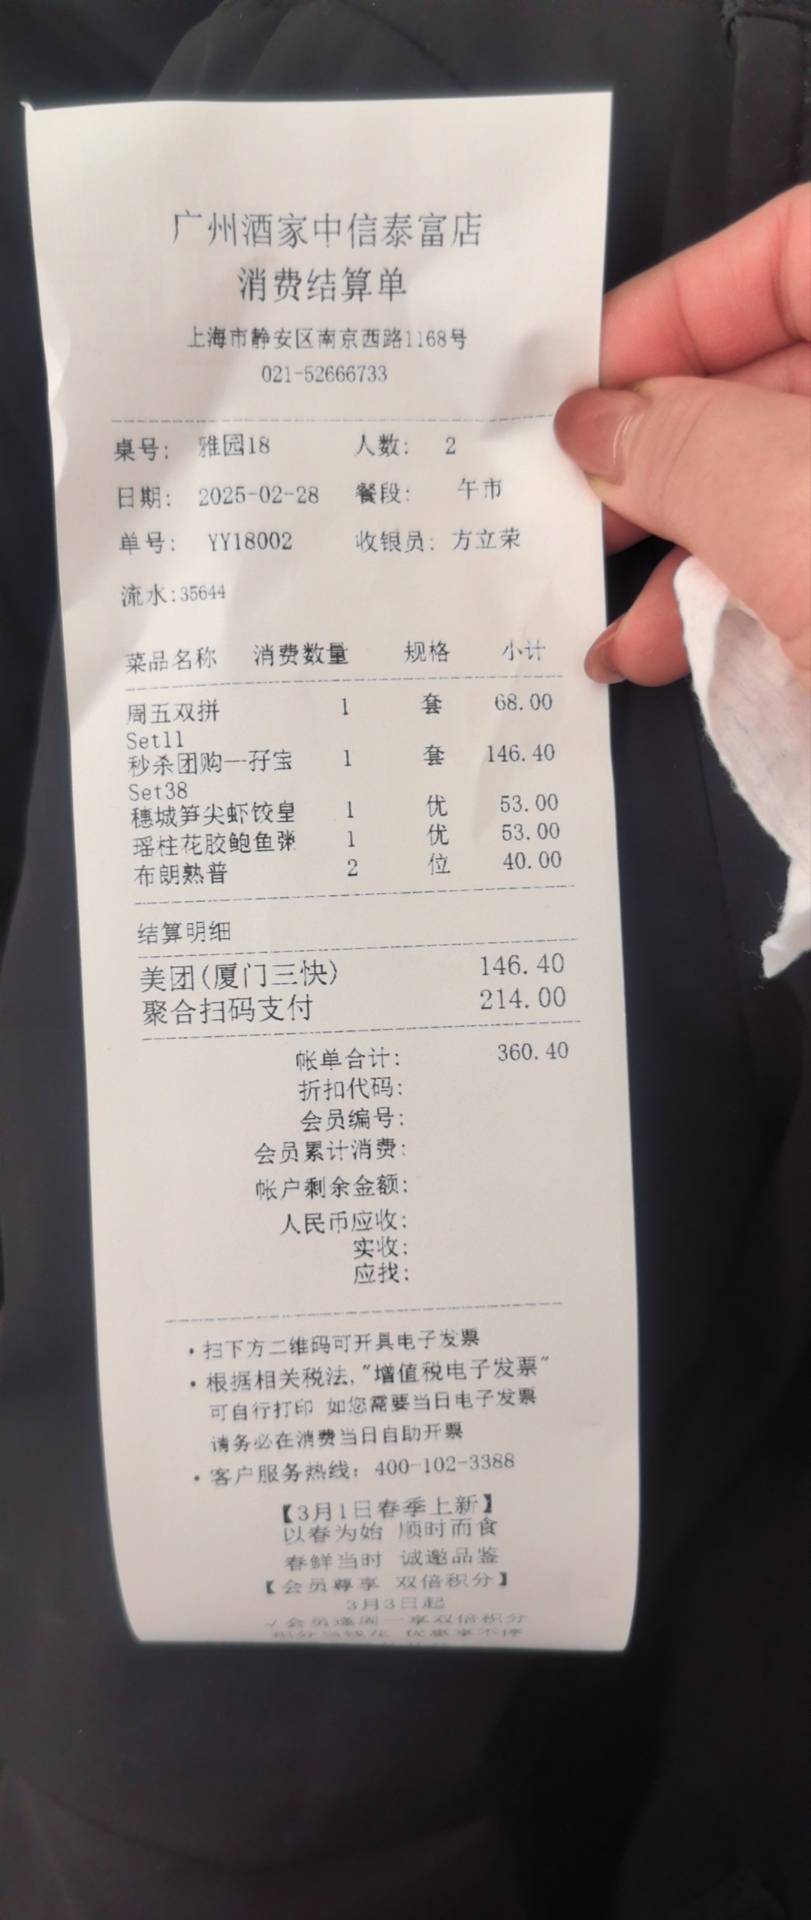 广州酒家中信泰富店
消费结算单
上海市静安区南京西路1168号
021-52666733
桌号: 雅园18 人数: 2
日期: 2025-02-28 餐段: 午市
单号: YY18002 收银员: 方立荣
流水:35644
菜品名称 消费数量 规格 小计
周五双拼 1 套 68.00
Set11
秒杀团购一孖宝 1 套 146.40
Set38
穗城笋尖虾饺皇 1 优 53.00
瑶柱花胶鲍鱼粥 1 优 53.00
布朗熟普 2 位 40.00
结算明细
美团(厦门三快) 146.40
聚合扫码支付 214.00
帐单合计: 360.40
折扣代码:
会员编号:
会员累计消费:
帐户剩余金额:
人民币应收:
实收:
应找:
·扫下方二维码可开具电子发票
·根据相关税法,"增值税电子发票"
可自行打印 如您需要当日电子发票
请务必在消费当日自助开票
·客户服务热线: 400-102-3388
【3月1日春季上新】
以春为始 顺时而食
春鲜当时 诚邀品鉴
【会员尊享 双倍积分】
3月3日起
√会员逢周一享双倍积分